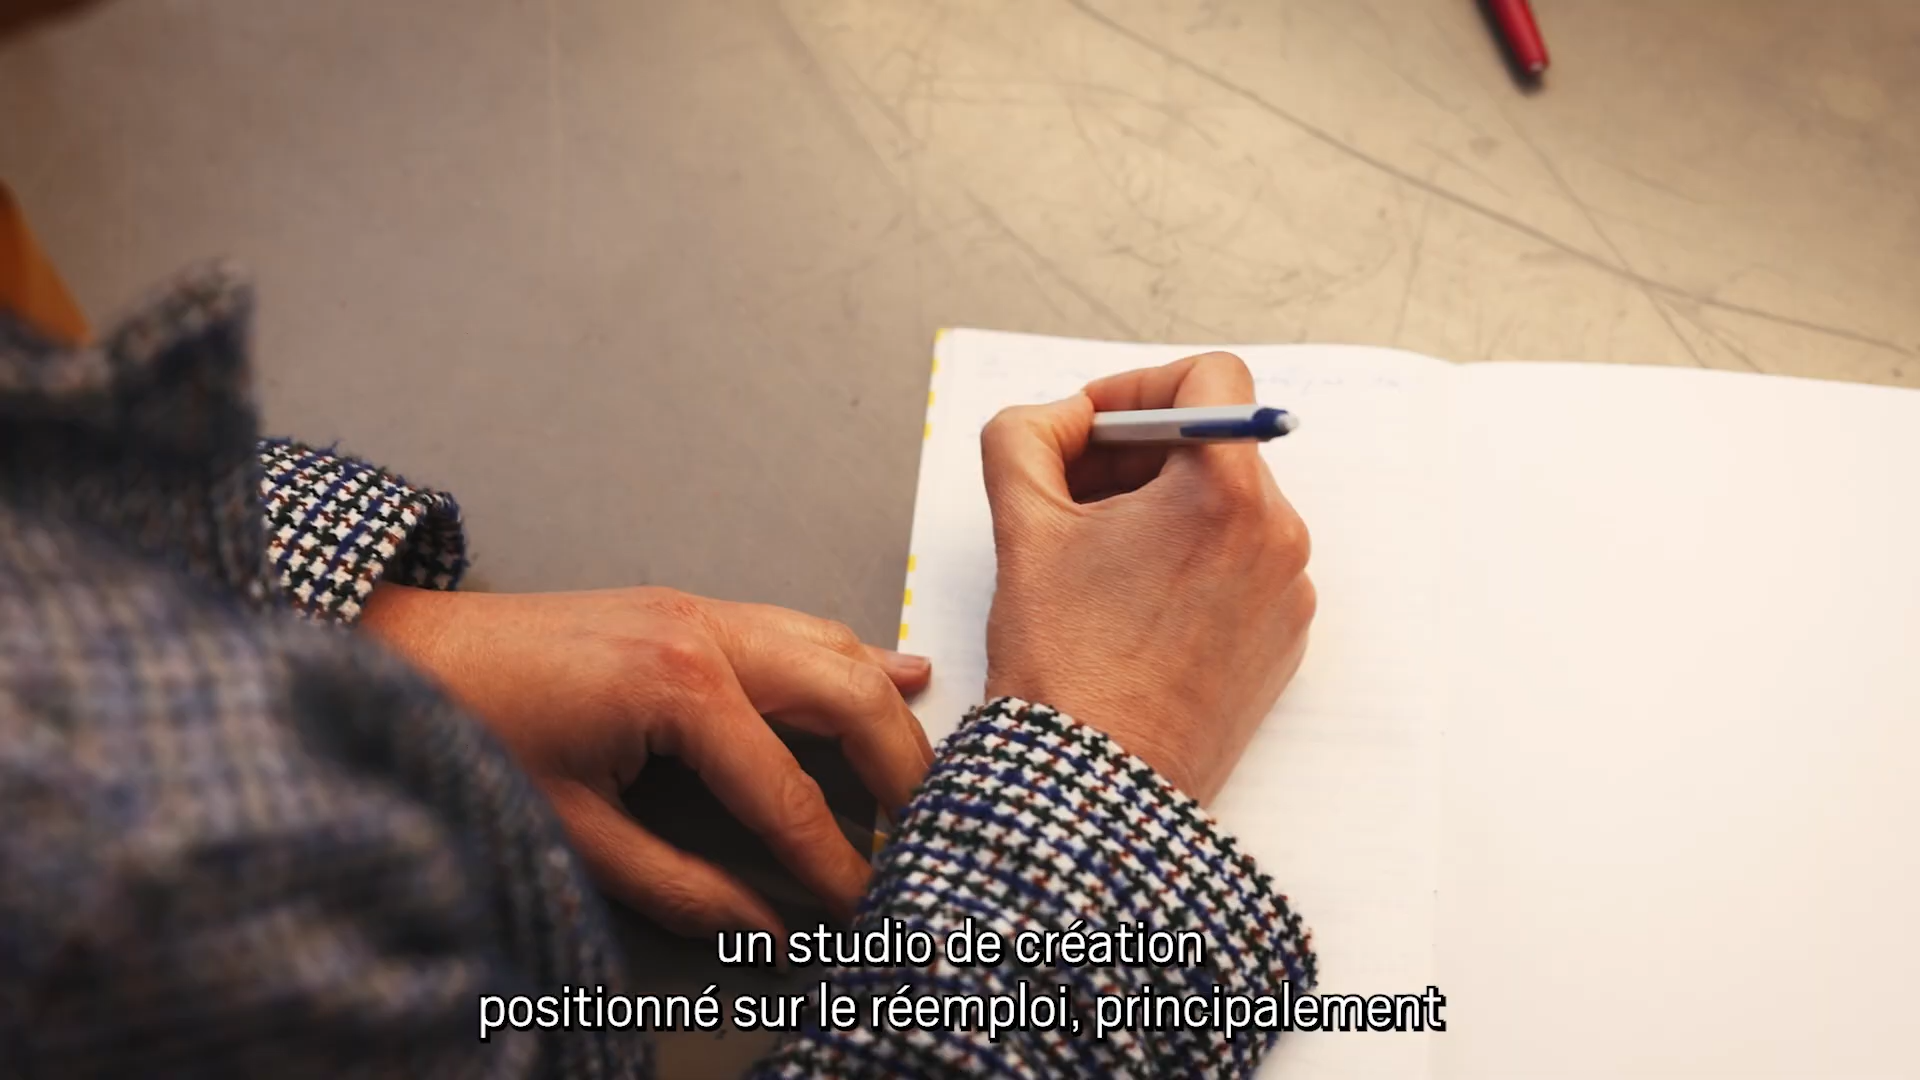 un studio de création
positionné sur le réemploi, principalement